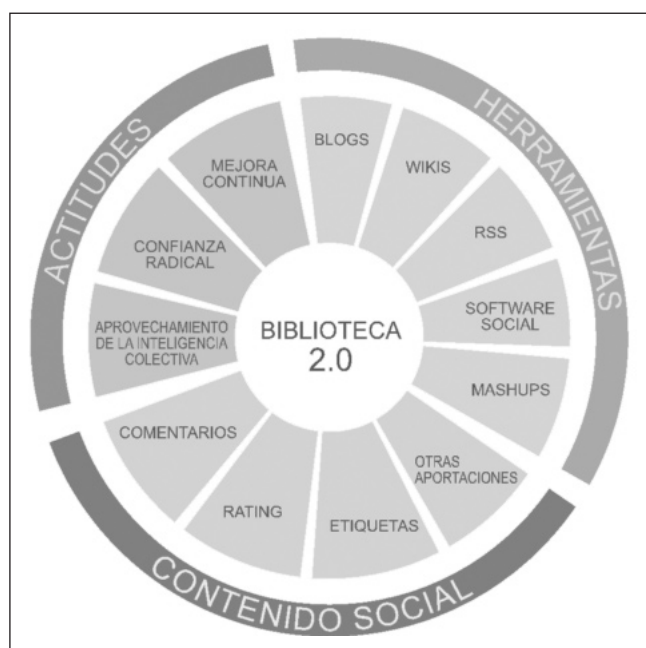 ACTITUDES
HERRAMIENTAS
CONTENIDO SOCIAL
BIBLIOTECA
2.0
BLOGS
WIKIS
RSS
SOFTWARE
SOCIAL
MASHUPS
OTRAS
APORTACIONES
ETIQUETAS
RATING
COMENTARIOS
APROVECHAMIENTO
DE LA INTELIGENCIA
COLECTIVA
CONFIANZA
RADICAL
MEJORA
CONTINUA